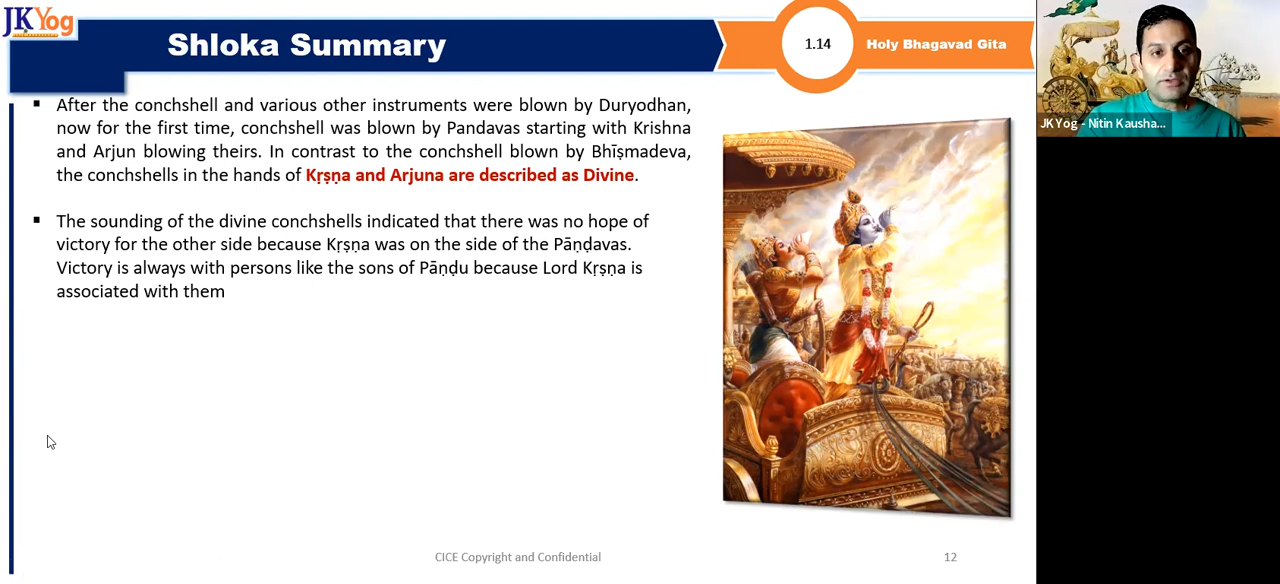 JKYog
Shloka Summary
1.14
Holy Bhagavad Gita
▪ After the conchshell and various other instruments were blown by Duryodhan,
now for the first time, conchshell was blown by Pandavas starting with Krishna
and Arjun blowing theirs. In contrast to the conchshell blown by Bhīṣmadeva,
the conchshells in the hands of Kṛṣṇa and Arjuna are described as Divine.
▪ The sounding of the divine conchshells indicated that there was no hope of
victory for the other side because Kṛṣṇa was on the side of the Pāṇḍavas.
Victory is always with persons like the sons of Pāṇḍu because Lord Kṛṣṇa is
associated with them
CICE Copyright and Confidential
12
JKYog - Nitin Kausha...